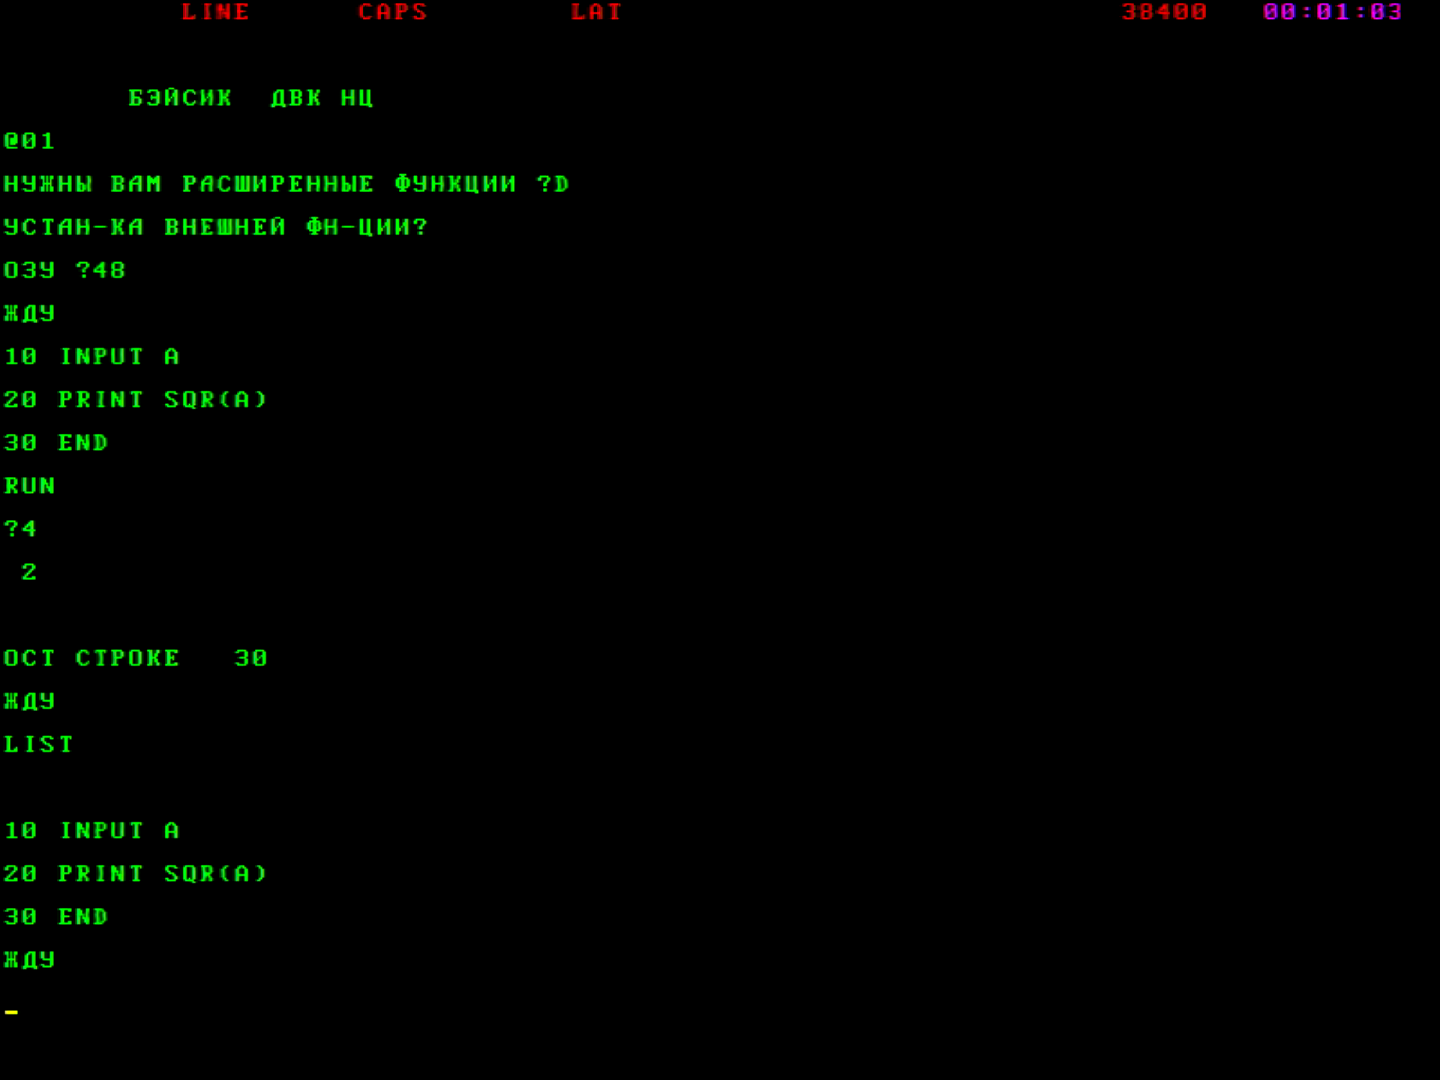 LINE CAPS LAT 38400 00:01:03
БЭЙСИК ДВК НЦ
@01
НУЖНЫ ВАМ РАСШИРЕННЫЕ ФУНКЦИИ ?D
УСТАН-КА ВНЕШНЕЙ ФН-ЦИИ?
ОЗУ ?48
ЖДУ
10 INPUT A
20 PRINT SQR(A)
30 END
RUN
?4
2
ОСТ СТРОКЕ 30
ЖДУ
LIST
10 INPUT A
20 PRINT SQR(A)
30 END
ЖДУ